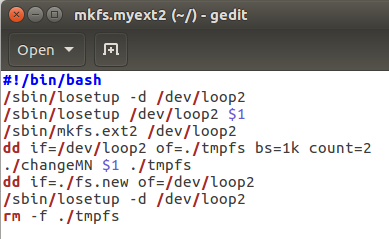 mkfs.myext2 (~/) - gedit
Open
#!/bin/bash
/sbin/losetup -d /dev/loop2
/sbin/losetup /dev/loop2 $1
/sbin/mkfs.ext2 /dev/loop2
dd if=/dev/loop2 of=./tmpfs bs=1k count=2
./changeMN $1 ./tmpfs
dd if=./fs.new of=/dev/loop2
/sbin/losetup -d /dev/loop2
rm -f ./tmpfs